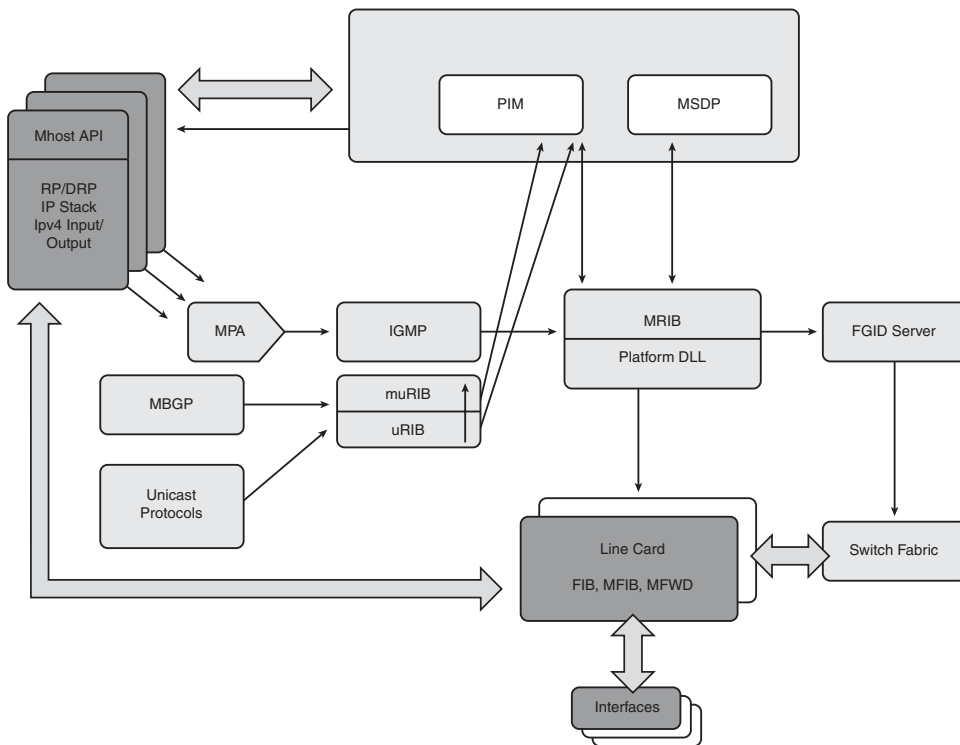 PIM
MSDP
Mhost API
RP/DRP
IP Stack
Ipv4 Input/
Output
MPA
IGMP
MRIB
Platform DLL
FGID Server
MBGP
muRIB
uRIB
Unicast
Protocols
Line Card
FIB, MFIB, MFWD
Switch Fabric
Interfaces